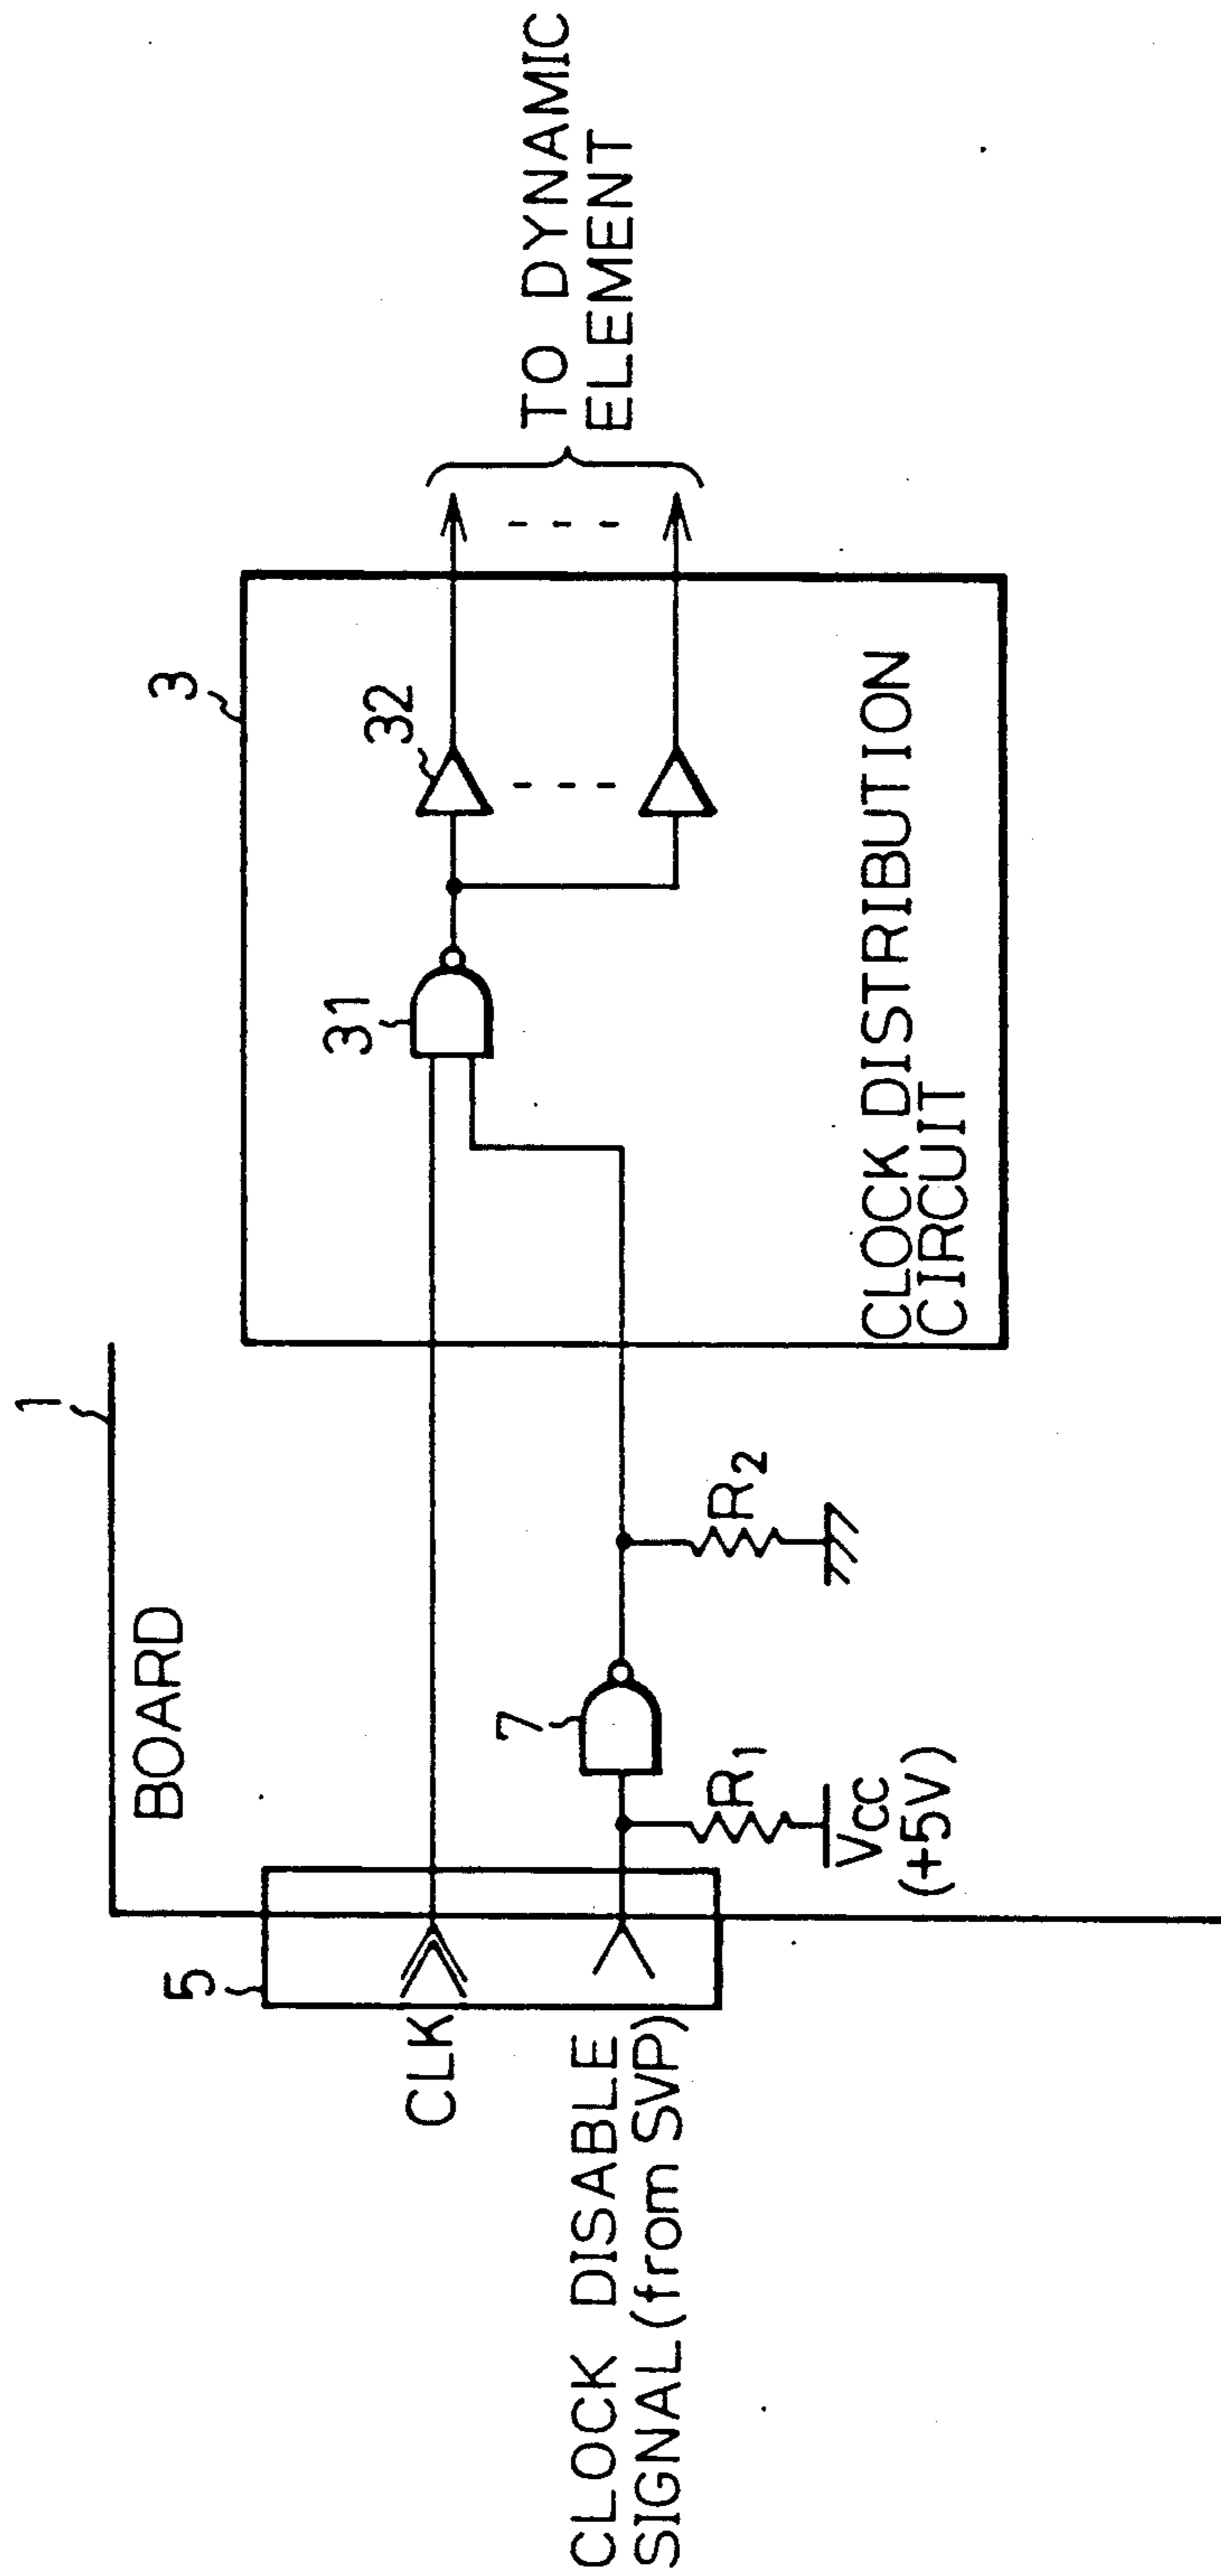 1
BOARD
3
5
CLK
31
32
TO DYNAMIC
ELEMENT
CLOCK DISABLE
SIGNAL (from SVP)
7
R1
VCC
(+5V)
R2
CLOCK DISTRIBUTION
CIRCUIT